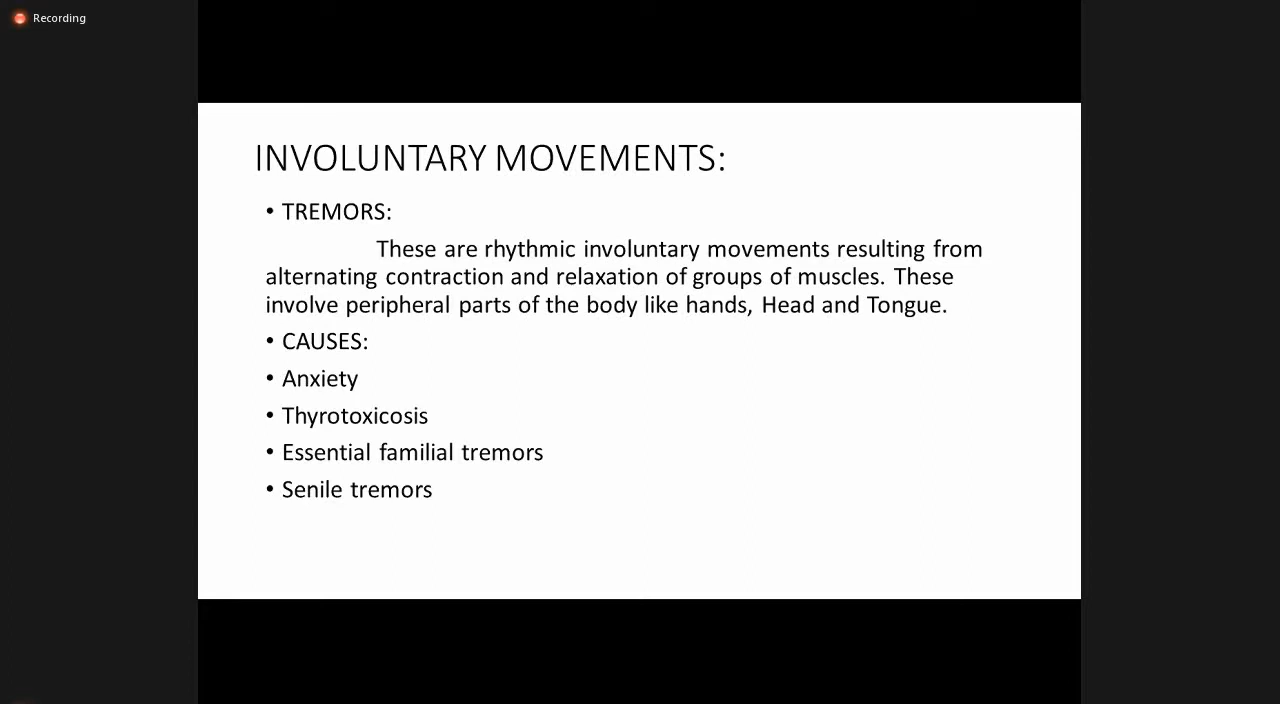 Recording
INVOLUNTARY MOVEMENTS:
• TREMORS:
These are rhythmic involuntary movements resulting from
alternating contraction and relaxation of groups of muscles. These
involve peripheral parts of the body like hands, Head and Tongue.
• CAUSES:
• Anxiety
• Thyrotoxicosis
• Essential familial tremors
• Senile tremors